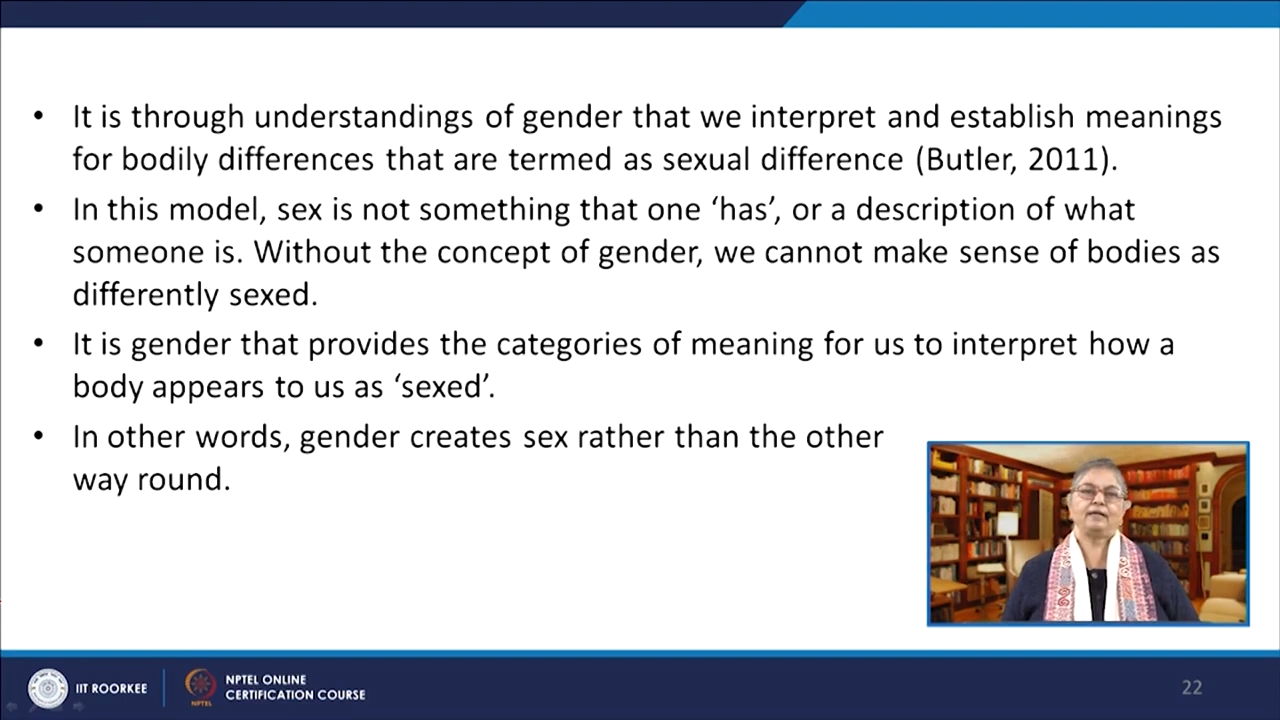 • It is through understandings of gender that we interpret and establish meanings
for bodily differences that are termed as sexual difference (Butler, 2011).
• In this model, sex is not something that one ‘has’, or a description of what
someone is. Without the concept of gender, we cannot make sense of bodies as
differently sexed.
• It is gender that provides the categories of meaning for us to interpret how a
body appears to us as ‘sexed’.
• In other words, gender creates sex rather than the other
way round.
IIT ROORKEE
NPTEL
NPTEL ONLINE
CERTIFICATION COURSE
22